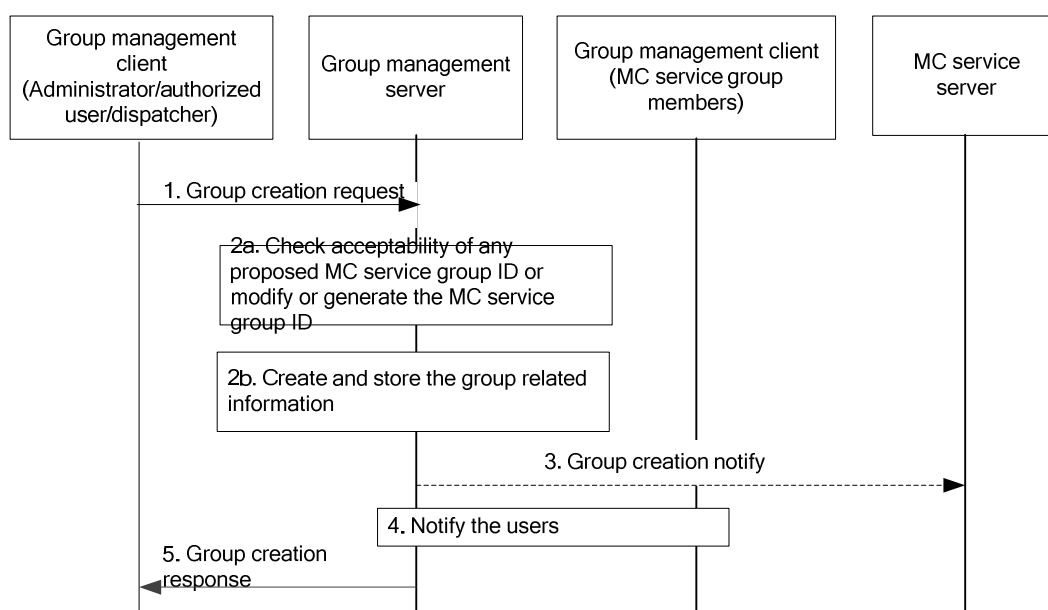 Group management
client
(Administrator/authorized
user/dispatcher)
Group management
server
Group management client
(MC service group
members)
MC service
server
1. Group creation request
2a. Check acceptability of any
proposed MC service group ID or
modify or generate the MC service
group ID
2b. Create and store the group related
information
3. Group creation notify
4. Notify the users
5. Group creation
response